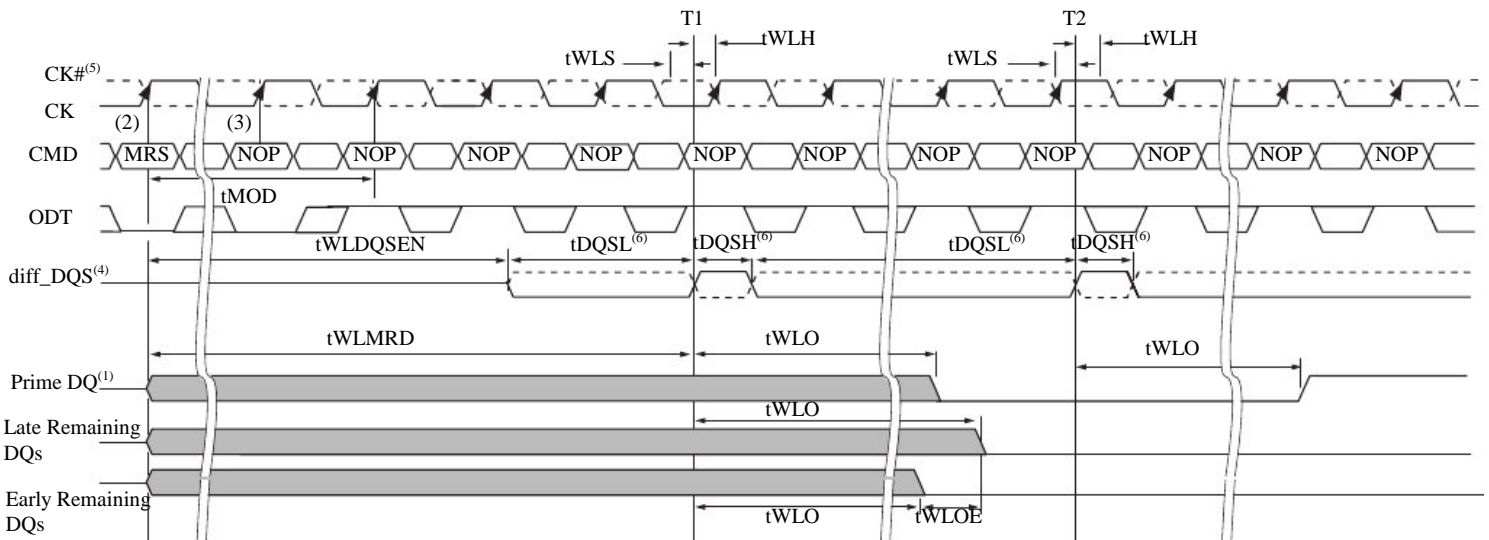 T1 T2
tWLH tWLH
tWLS tWLS
CK#(5)
CK
(2) (3)
CMD MRS NOP NOP NOP NOP NOP NOP NOP NOP NOP NOP NOP
tMOD
ODT
tWLDQSEN tDQSL(6) tDQSH(6) tDQSL(6) tDQSH(6)
diff_DQS(4)
tWLMRD tWLO tWLO
Prime DQ(1)
tWLO
Late Remaining
DQs
Early Remaining
DQs
tWLO tWLOE